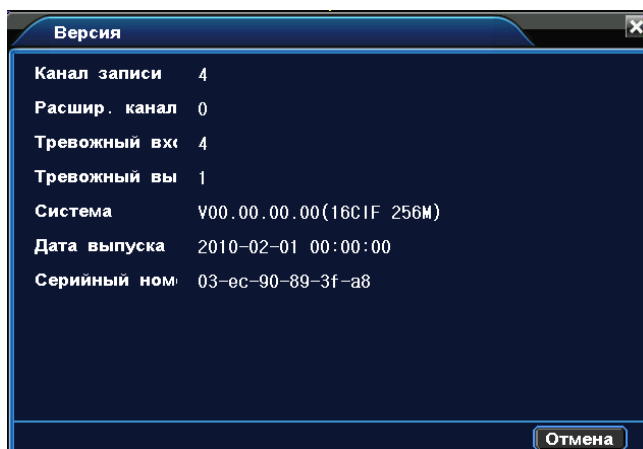 Версия
Канал записи 4
Расшир. канал 0
Тревожный вхо 4
Тревожный вы 1
Система V00.00.00.00(16CIF 256M)
Дата выпуска 2010-02-01 00:00:00
Серийный ном 03-ec-90-89-3f-a8
Отмена